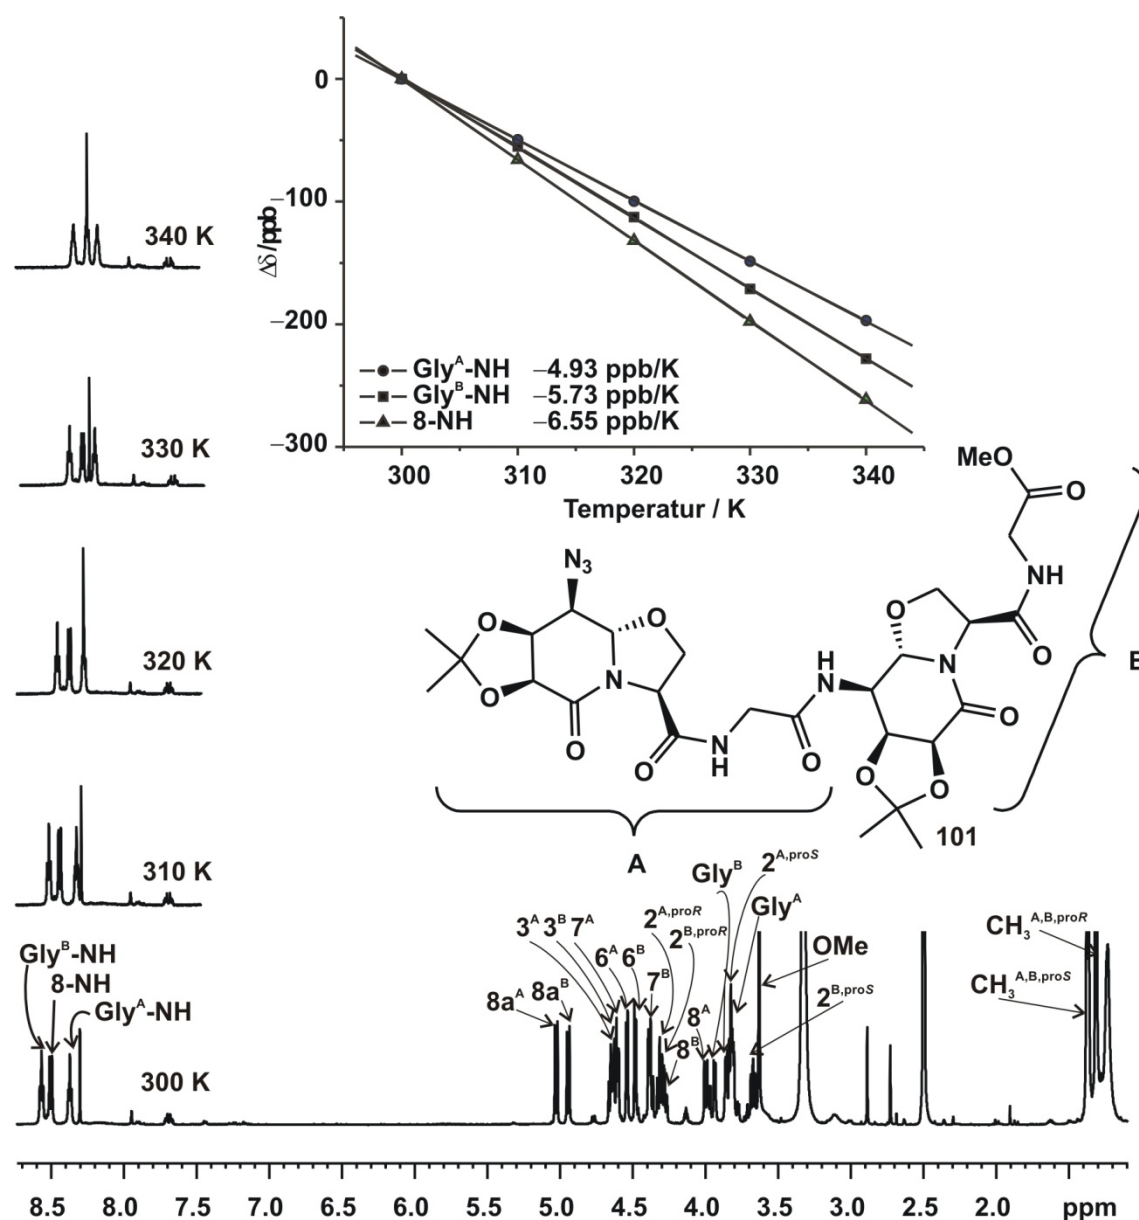 0
−100
−200
−300
Δδ/ppb
Gly^A-NH −4.93 ppb/K
Gly^B-NH −5.73 ppb/K
8-NH −6.55 ppb/K
300 310 320 330 340
Temperatur / K
340 K
330 K
320 K
310 K
300 K
MeO
O
NH
O
N3
O
O
O
N
O
O
N
H
O
H
N
O
N
O
O
O
A
B
101
Gly^B-NH
8-NH
Gly^A-NH
8a^A
8a^B
3^A 3^B 7^A
6^A 6^B
2^A,proR
2^B,proR
7^B
8^B
8^A
Gly^B
2^A,proS
Gly^A
OMe
2^B,proS
CH3^A,B,proR
CH3^A,B,proS
8.5 8.0 7.5 7.0 6.5 6.0 5.5 5.0 4.5 4.0 3.5 3.0 2.5 2.0 ppm